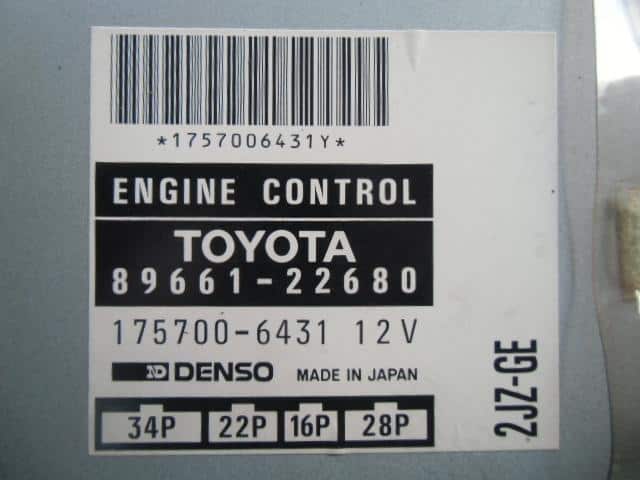 *1757006431Y*
ENGINE CONTROL
TOYOTA
89661-22680
175700-6431 12V
ND DENSO MADE IN JAPAN
34P 22P 16P 28P
2JZ-GE